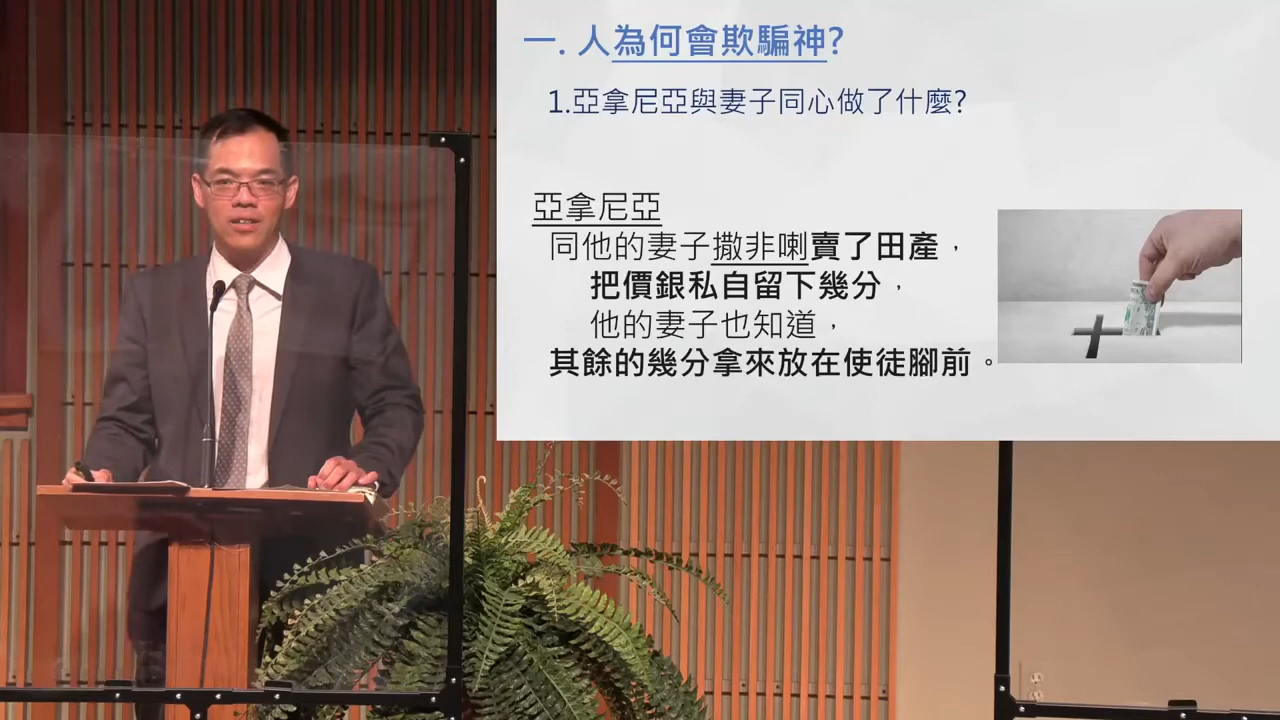 一. 人為何會欺騙神?
1.亞拿尼亞與妻子同心做了什麼?
亞拿尼亞
同他的妻子撒非喇賣了田產，
把價銀私自留下幾分，
他的妻子也知道，
其餘的幾分拿來放在使徒腳前。